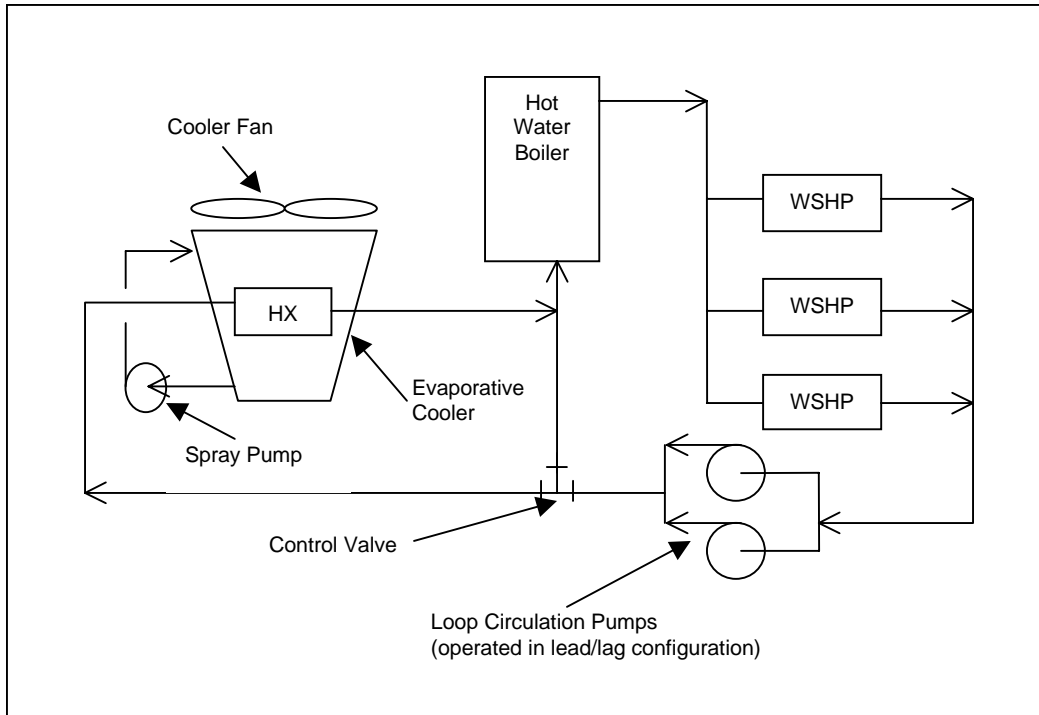 Cooler Fan
Hot
Water
Boiler
WSHP
HX
WSHP
Evaporative
Cooler
WSHP
Spray Pump
Control Valve
Loop Circulation Pumps
(operated in lead/lag configuration)